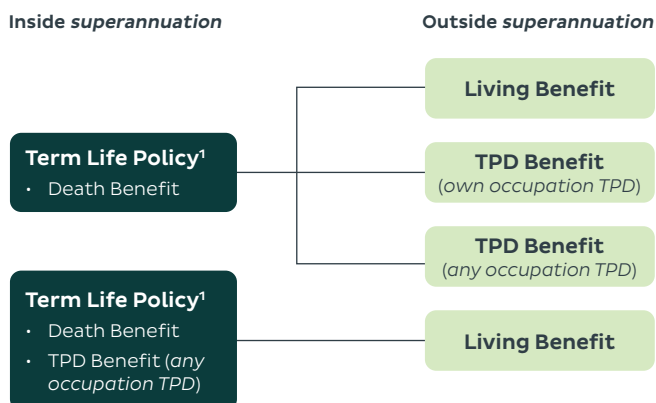 Inside superannuation
Outside superannuation
Living Benefit
Term Life Policy¹
• Death Benefit
TPD Benefit
(own occupation TPD)
TPD Benefit
(any occupation TPD)
Term Life Policy¹
• Death Benefit
• TPD Benefit (any
occupation TPD)
Living Benefit